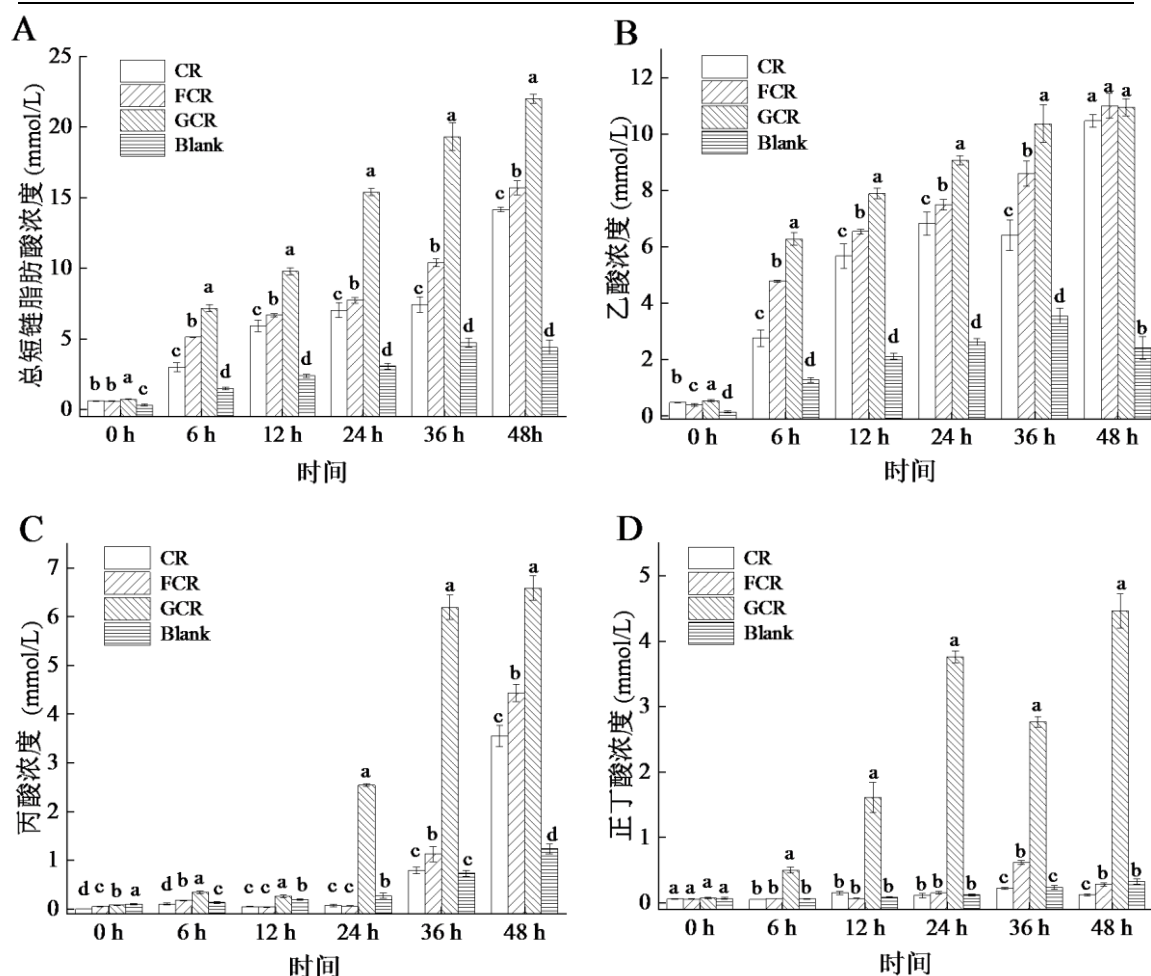 A
总短链脂肪酸浓度 (mmol/L)
25
20
15
10
5
0
CR
FCR
GCR
Blank
b b a c
c b a d
c b a d
c b a d
c b a d
c b a d
0 h 6 h 12 h 24 h 36 h 48h
时间
B
乙酸浓度 (mmol/L)
12
10
8
6
4
2
0
CR
FCR
GCR
Blank
b c a d
c b a d
c b a d
c b a d
c b a d
a a a b
0 h 6 h 12 h 24 h 36 h 48 h
时间
C
丙酸浓度 (mmol/L)
7
6
5
4
3
2
1
0
CR
FCR
GCR
Blank
d c b a
d b a c
c c a b
c c a b
c b a c
c b a d
0 h 6 h 12 h 24 h 36 h 48 h
时间
D
正丁酸浓度 (mmol/L)
5
4
3
2
1
0
CR
FCR
GCR
Blank
a a a a
b b a b
b b a b
b b a b
c b a c
c b a b
0 h 6 h 12 h 24 h 36 h 48 h
时间